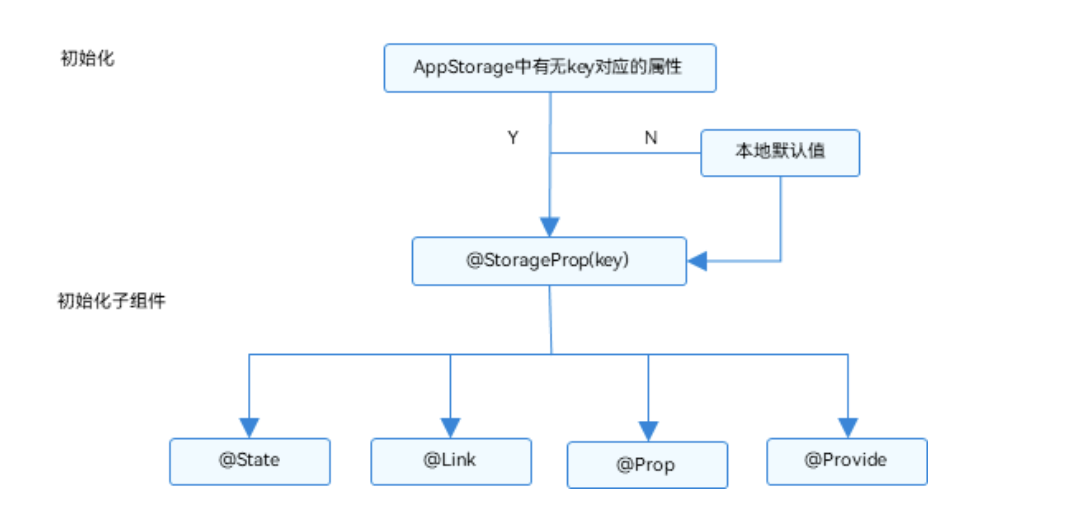 初始化
AppStorage中有无key对应的属性
Y
N
本地默认值
@StorageProp(key)
初始化子组件
@State
@Link
@Prop
@Provide